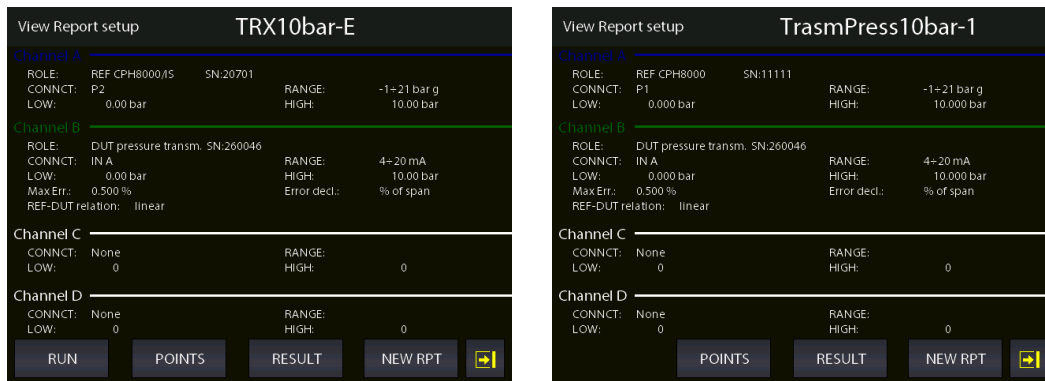 View Report setup TRX10bar-E
Channel A
ROLE: REF CPH8000/IS SN:20701
CONNCT: P2 RANGE: -1÷21 bar g
LOW: 0.00 bar HIGH: 10.00 bar
Channel B
ROLE: DUT pressure transm. SN:260046
CONNCT: IN A RANGE: 4÷20 mA
LOW: 0.00 bar HIGH: 10.00 bar
Max Err.: 0.500 % Error decl.: % of span
REF-DUT relation: linear
Channel C
CONNCT: None RANGE:
LOW: 0 HIGH: 0
Channel D
CONNCT: None RANGE:
LOW: 0 HIGH: 0
RUN POINTS RESULT NEW RPT
View Report setup TrasmPress10bar-1
Channel A
ROLE: REF CPH8000 SN:11111
CONNCT: P1 RANGE: -1÷21 bar g
LOW: 0.000 bar HIGH: 10.000 bar
Channel B
ROLE: DUT pressure transm. SN:260046
CONNCT: IN A RANGE: 4÷20 mA
LOW: 0.000 bar HIGH: 10.000 bar
Max Err.: 0.500 % Error decl.: % of span
REF-DUT relation: linear
Channel C
CONNCT: None RANGE:
LOW: 0 HIGH: 0
Channel D
CONNCT: None RANGE:
LOW: 0 HIGH: 0
POINTS RESULT NEW RPT